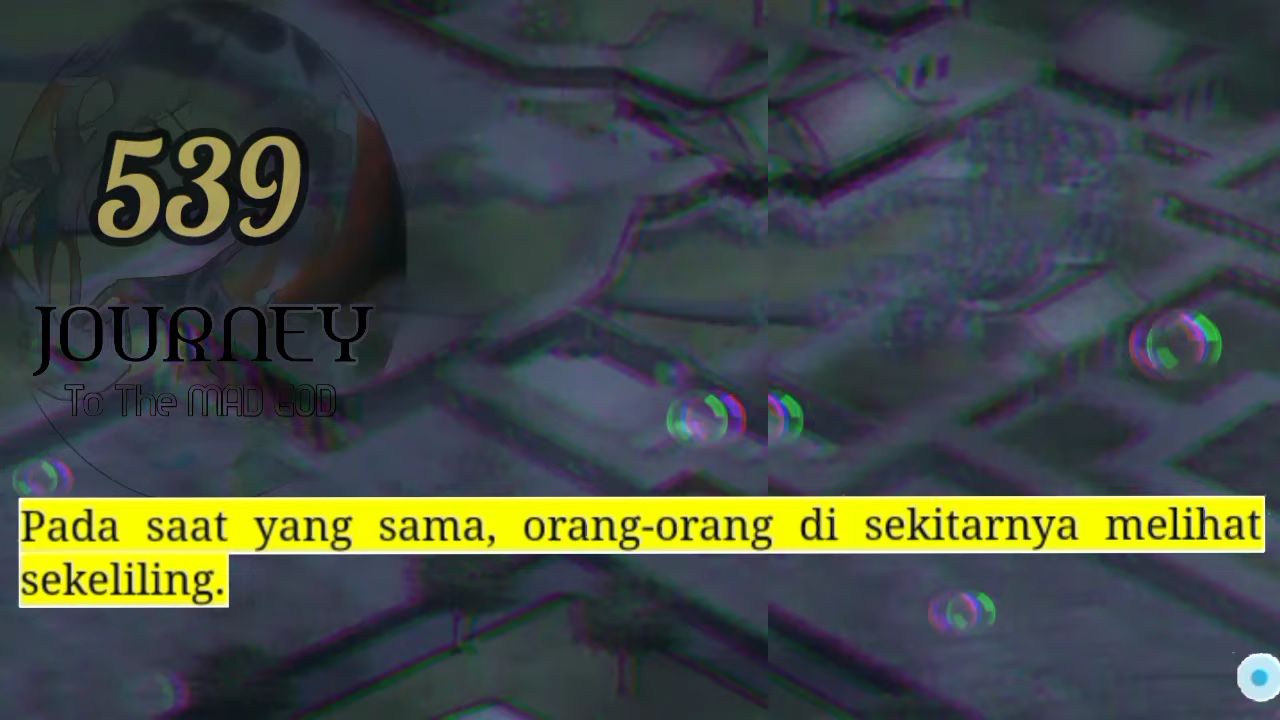 539
JOURNEY
To The MAD GOD
Pada saat yang sama, orang-orang di sekitarnya melihat
sekeliling.